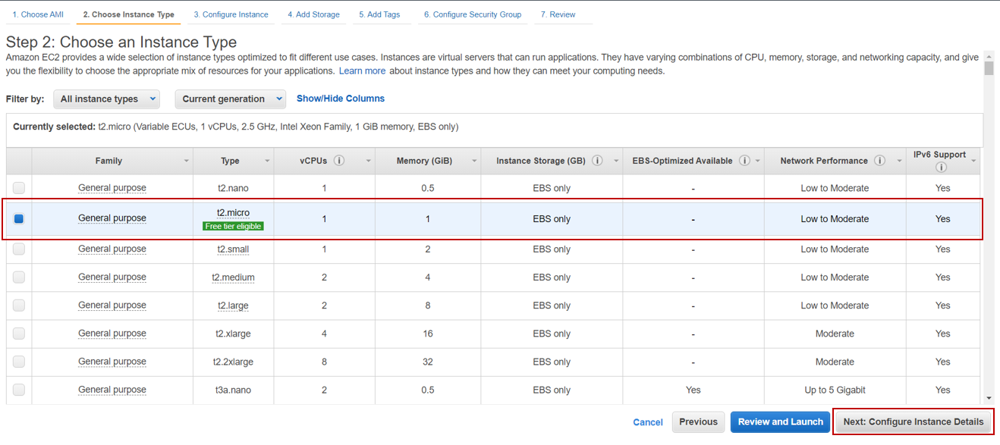 1. Choose AMI 2. Choose Instance Type 3. Configure Instance 4. Add Storage 5. Add Tags 6. Configure Security Group 7. Review
Step 2: Choose an Instance Type
Amazon EC2 provides a wide selection of instance types optimized to fit different use cases. Instances are virtual servers that can run applications. They have varying combinations of CPU, memory, storage, and networking capacity, and give
you the flexibility to choose the appropriate mix of resources for your applications. Learn more about instance types and how they can meet your computing needs.
Filter by: All instance types Current generation Show/Hide Columns
Currently selected: t2.micro (Variable ECUs, 1 vCPUs, 2.5 GHz, Intel Xeon Family, 1 GiB memory, EBS only)
Family Type vCPUs i Memory (GiB) Instance Storage (GB) i EBS-Optimized Available i Network Performance i IPv6 Support i
General purpose t2.nano 1 0.5 EBS only - Low to Moderate Yes
General purpose t2.micro 1 1 EBS only - Low to Moderate Yes
Free tier eligible
General purpose t2.small 1 2 EBS only - Low to Moderate Yes
General purpose t2.medium 2 4 EBS only - Low to Moderate Yes
General purpose t2.large 2 8 EBS only - Low to Moderate Yes
General purpose t2.xlarge 4 16 EBS only - Moderate Yes
General purpose t2.2xlarge 8 32 EBS only - Moderate Yes
General purpose t3a.nano 2 0.5 EBS only Yes Up to 5 Gigabit Yes
Cancel Previous Review and Launch Next: Configure Instance Details